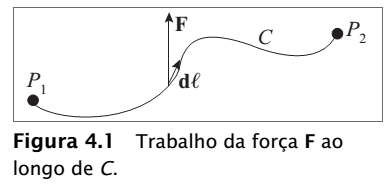 F
P₂
C
P₁
dℓ
Figura 4.1 Trabalho da força F ao
longo de C.